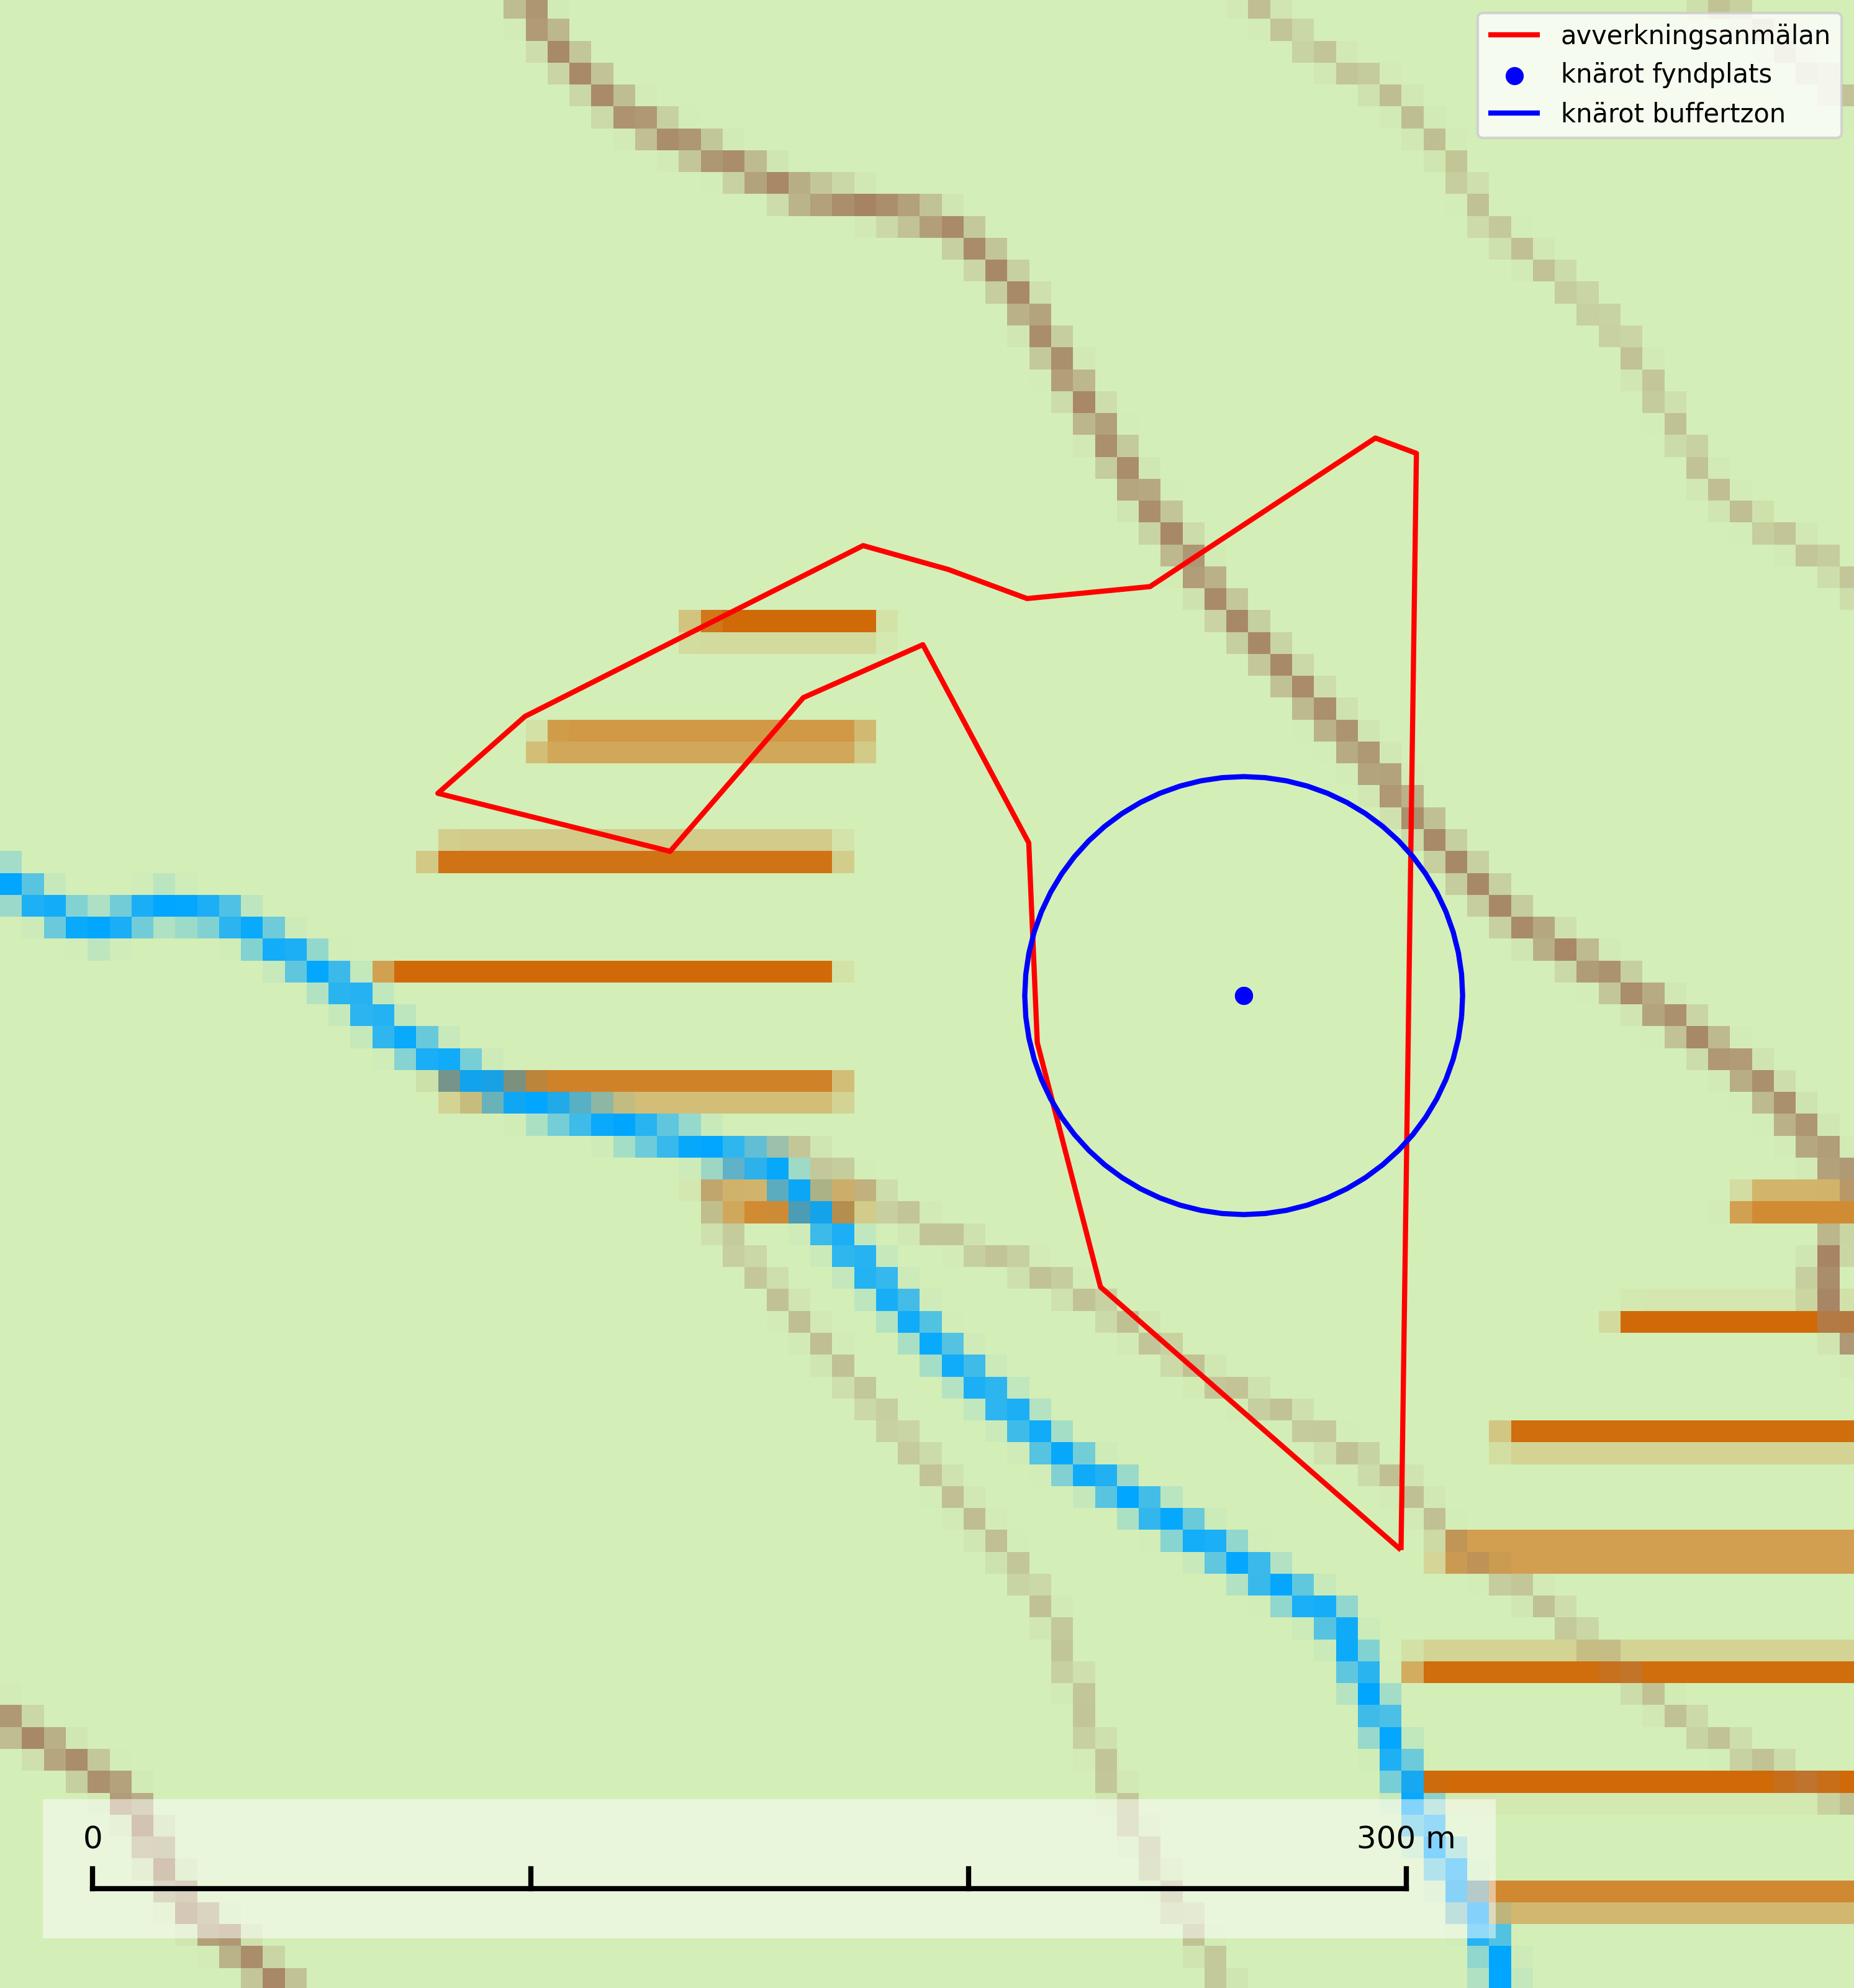 avverkningsanmälan
knärot fyndplats
knärot buffertzon
0
300 m